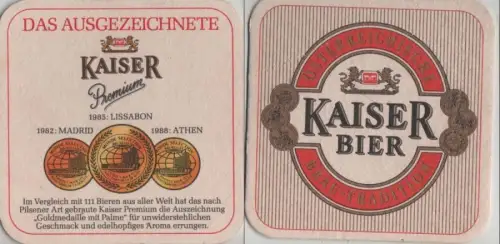 DAS AUSGEZEICHNETE
KAISER
Premium
1985: LISSABON
1982: MADRID
1988: ATHEN
Im Vergleich mit 111 Bieren aus aller Welt hat das nach
Pilsener Art gebraute Kaiser Premium die Auszeichnung
„Goldmedaille mit Palme" für unwiderstehlichen
Geschmack und edelhopfiges Aroma errungen.
KAISER
BIER
BRAUTRADITION